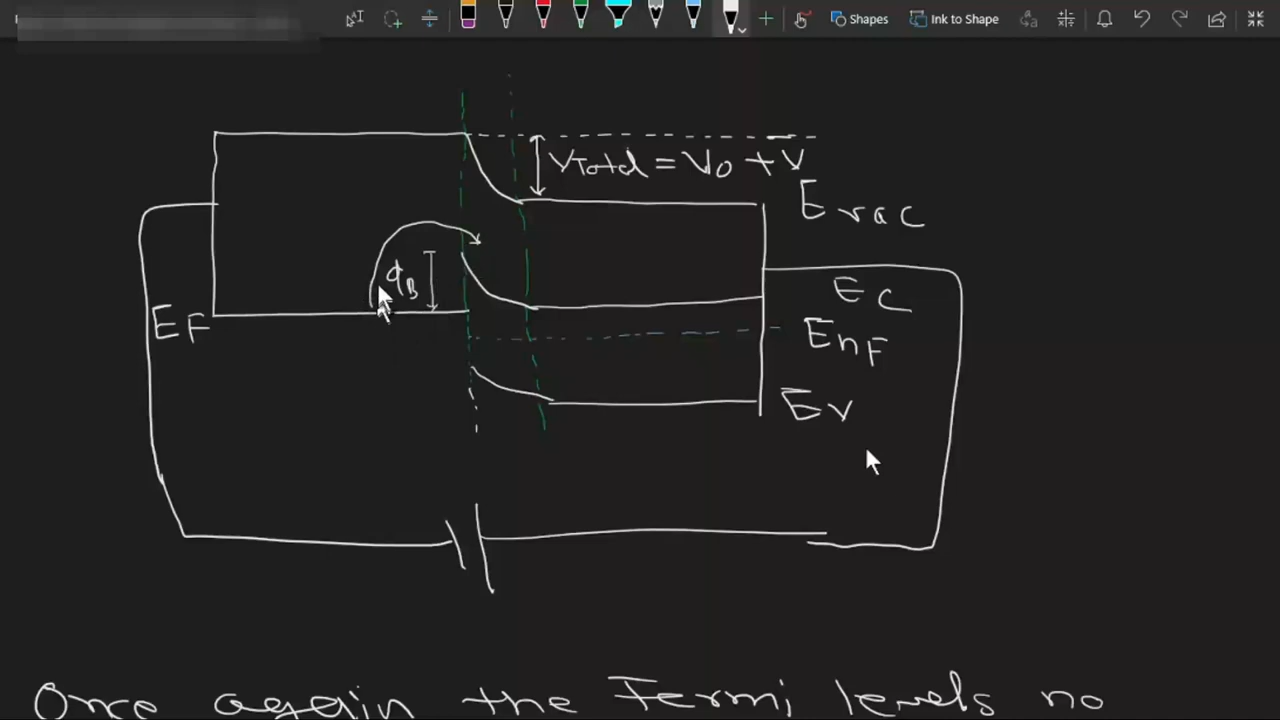 Shapes
Ink to Shape
VTotal = V0 + V
Evac
φB
EC
EF
EnF
EV
Once again the Fermi levels no